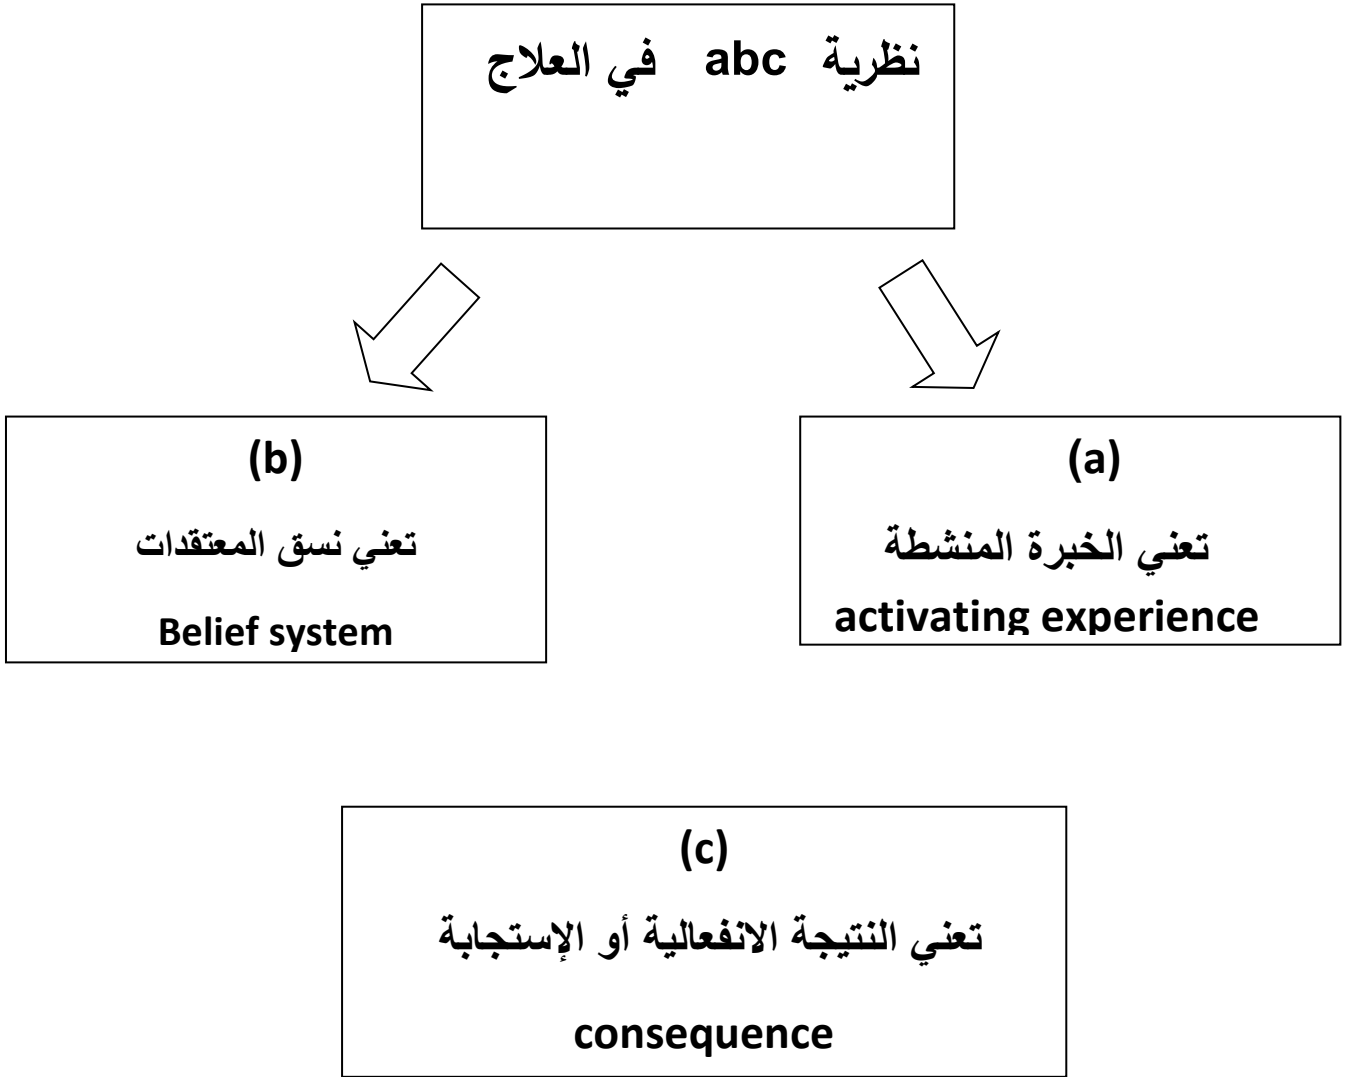 نظرية abc في العلاج
(a)
تعني الخبرة المنشطة
activating experience
(b)
تعني نسق المعتقدات
Belief system
(c)
تعني النتيجة الانفعالية أو الإستجابة
consequence